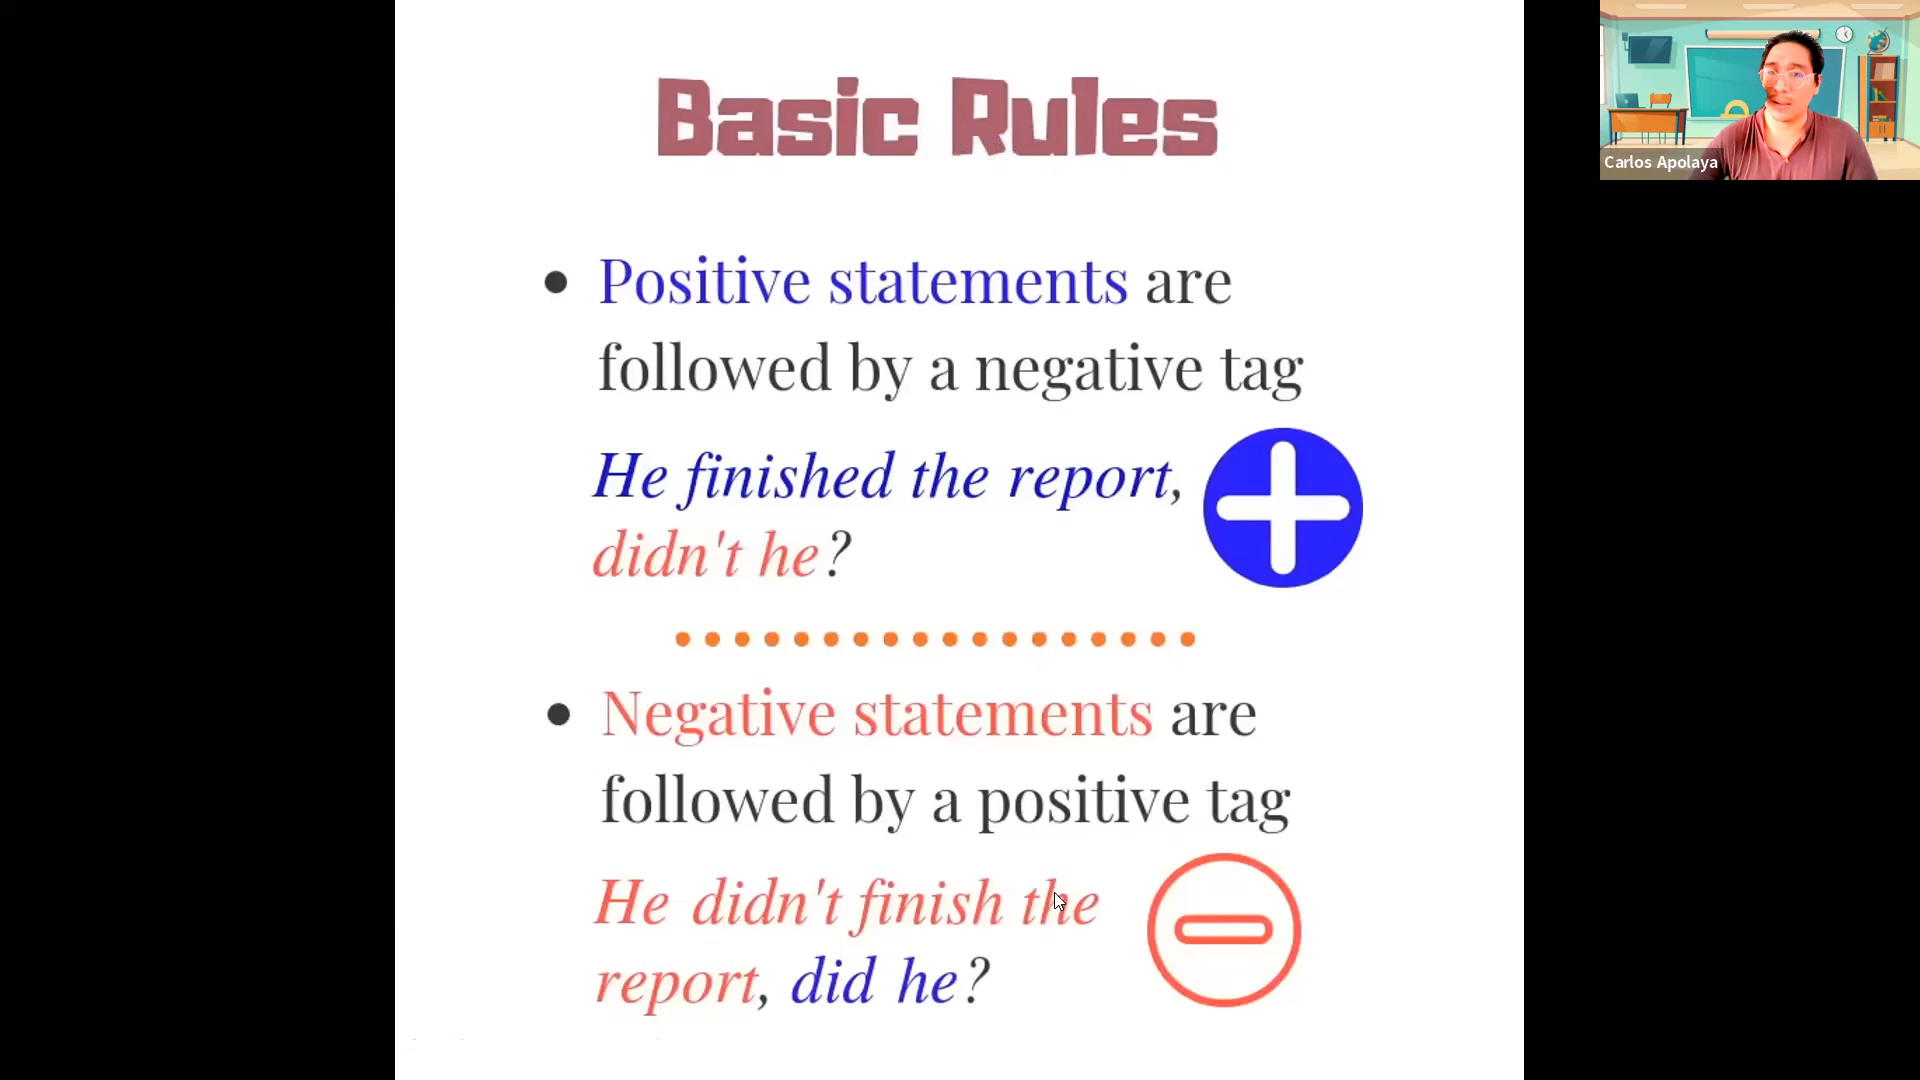 Basic Rules
Carlos Apolaya
• Positive statements are
followed by a negative tag
He finished the report,
didn't he?
• Negative statements are
followed by a positive tag
He didn't finish the
report, did he?